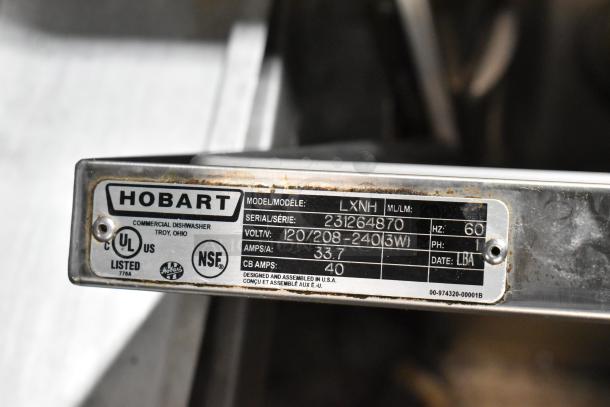 HOBART
COMMERCIAL DISHWASHER
TROY, OHIO
C UL US
LISTED
778A
NSF
MODEL/MODÈLE: LXNH ML/LM:
SERIAL/SÉRIE: 231264870 HZ: 60
VOLT/V: 120/208-240(3W) PH: 1
AMPS/A: 33.7 DATE: LBA
CB AMPS: 40
DESIGNED AND ASSEMBLED IN U.S.A.
CONÇU ET ASSEMBLÉ AUX É.-U.
00-974320-00001B